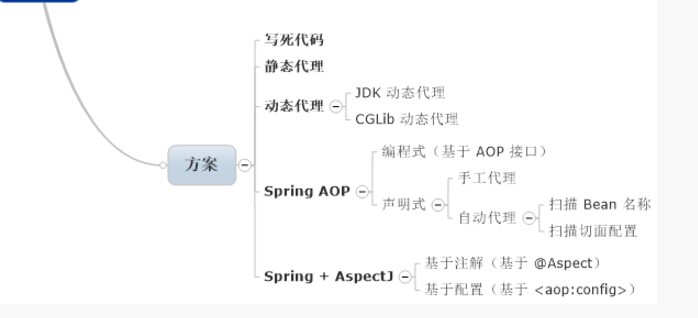 写死代码
静态代理
动态代理
JDK 动态代理
CGLib 动态代理
方案
Spring AOP
编程式（基于 AOP 接口）
声明式
手工代理
自动代理
扫描 Bean 名称
扫描切面配置
Spring + AspectJ
基于注解（基于 @Aspect）
基于配置（基于 <aop:config>）